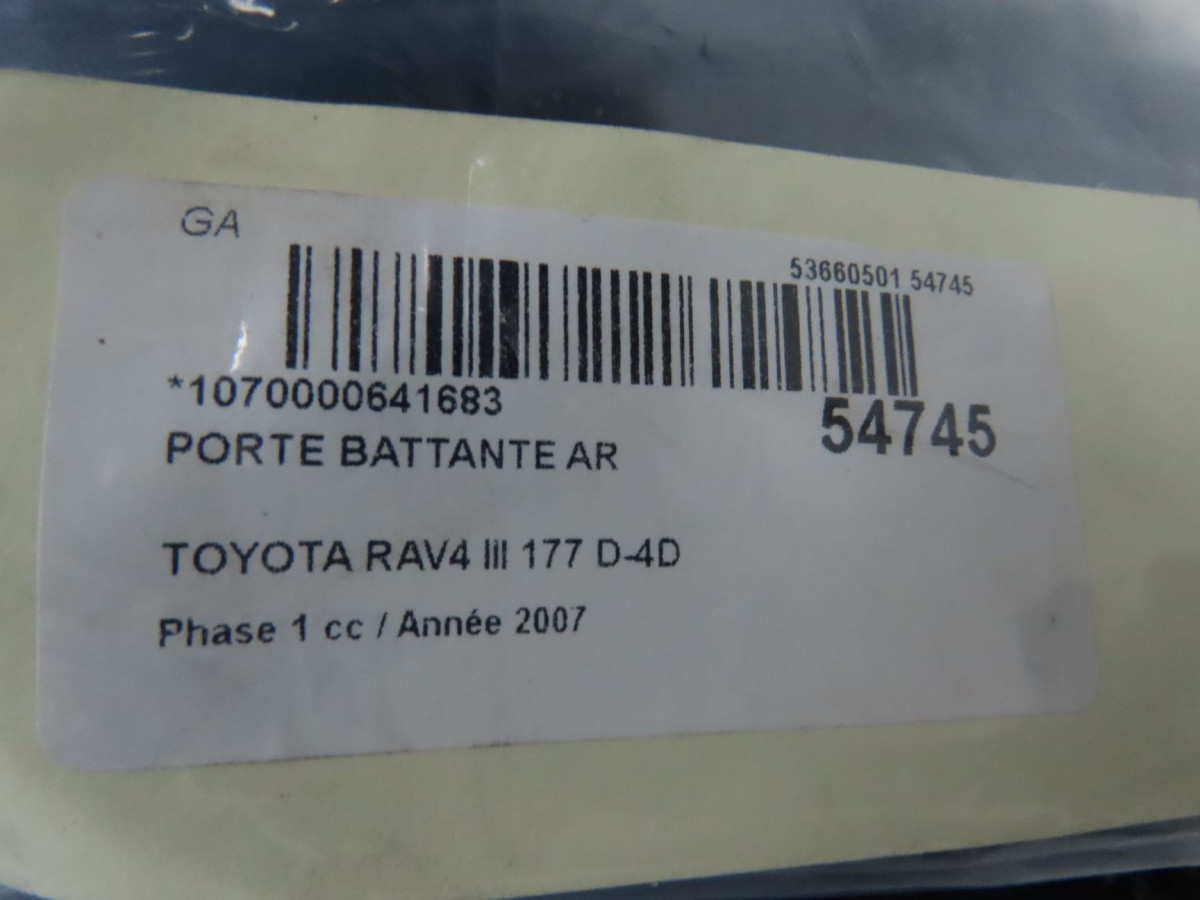 GA
53660501 54745
*1070000641683
54745
PORTE BATTANTE AR
TOYOTA RAV4 III 177 D-4D
Phase 1 cc / Année 2007